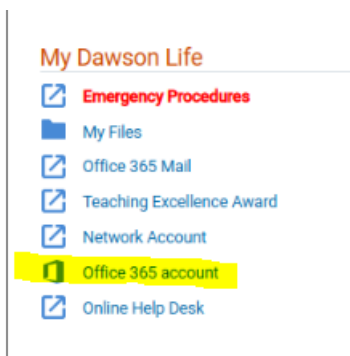 My Dawson Life
Emergency Procedures
My Files
Office 365 Mail
Teaching Excellence Award
Network Account
Office 365 account
Online Help Desk